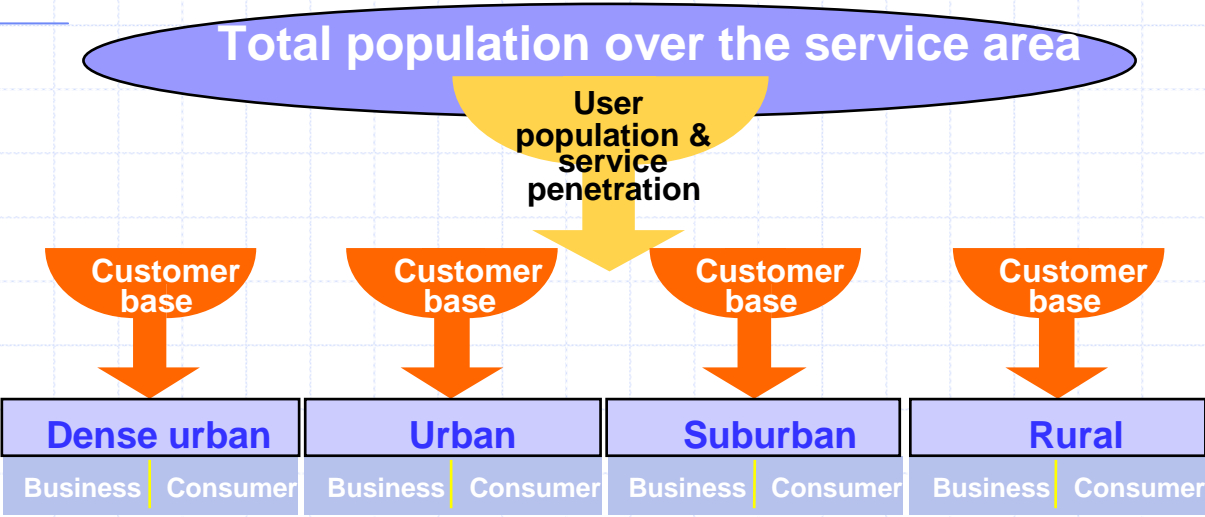 Total population over the service area
User
population &
service
penetration
Customer
base
Customer
base
Customer
base
Customer
base
Dense urban
Urban
Suburban
Rural
Business
Consumer
Business
Consumer
Business
Consumer
Business
Consumer